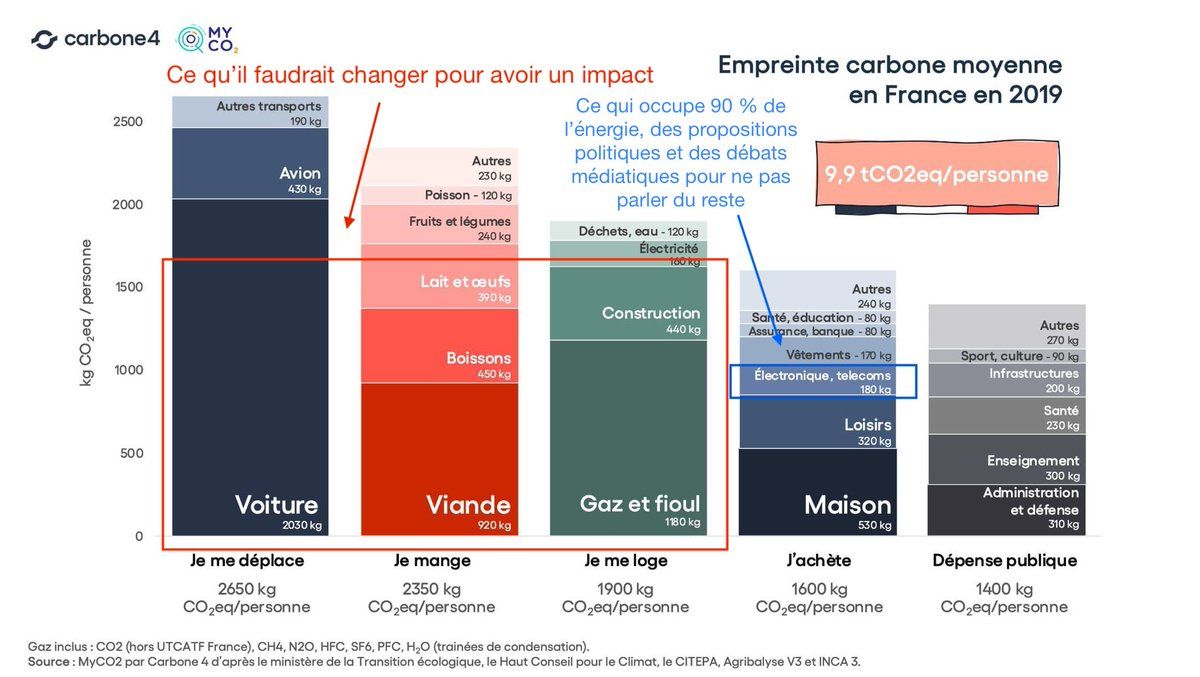 carbone4
MY
CO₂
Ce qu’il faudrait changer pour avoir un impact
Empreinte carbone moyenne
en France en 2019
9,9 tCO2eq/personne
Ce qui occupe 90 % de
l’énergie, des propositions
politiques et des débats
médiatiques pour ne pas
parler du reste
kg CO₂eq / personne
2500
2000
1500
1000
500
0
Autres transports
190 kg
Avion
430 kg
Voiture
2030 kg
Autres
230 kg
Poisson - 120 kg
Fruits et légumes
240 kg
Lait et œufs
390 kg
Boissons
450 kg
Viande
920 kg
Déchets, eau - 120 kg
Électricité
160 kg
Construction
440 kg
Gaz et fioul
1180 kg
Autres
240 kg
Santé, éducation - 80 kg
Assurance, banque - 80 kg
Vêtements - 170 kg
Électronique, telecoms
180 kg
Loisirs
320 kg
Maison
530 kg
Autres
270 kg
Sport, culture - 90 kg
Infrastructures
200 kg
Santé
230 kg
Enseignement
300 kg
Administration
et défense
310 kg
Je me déplace
2650 kg
CO₂eq/personne
Je mange
2350 kg
CO₂eq/personne
Je me loge
1900 kg
CO₂eq/personne
J’achète
1600 kg
CO₂eq/personne
Dépense publique
1400 kg
CO₂eq/personne
Gaz inclus : CO2 (hors UTCATF France), CH4, N2O, HFC, SF6, PFC, H₂O (trainées de condensation).
Source : MyCO2 par Carbone 4 d’après le ministère de la Transition écologique, le Haut Conseil pour le Climat, le CITEPA, Agribalyse V3 et INCA 3.